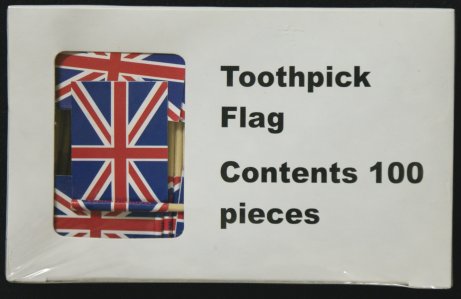 Toothpick
Flag
Contents 100
pieces